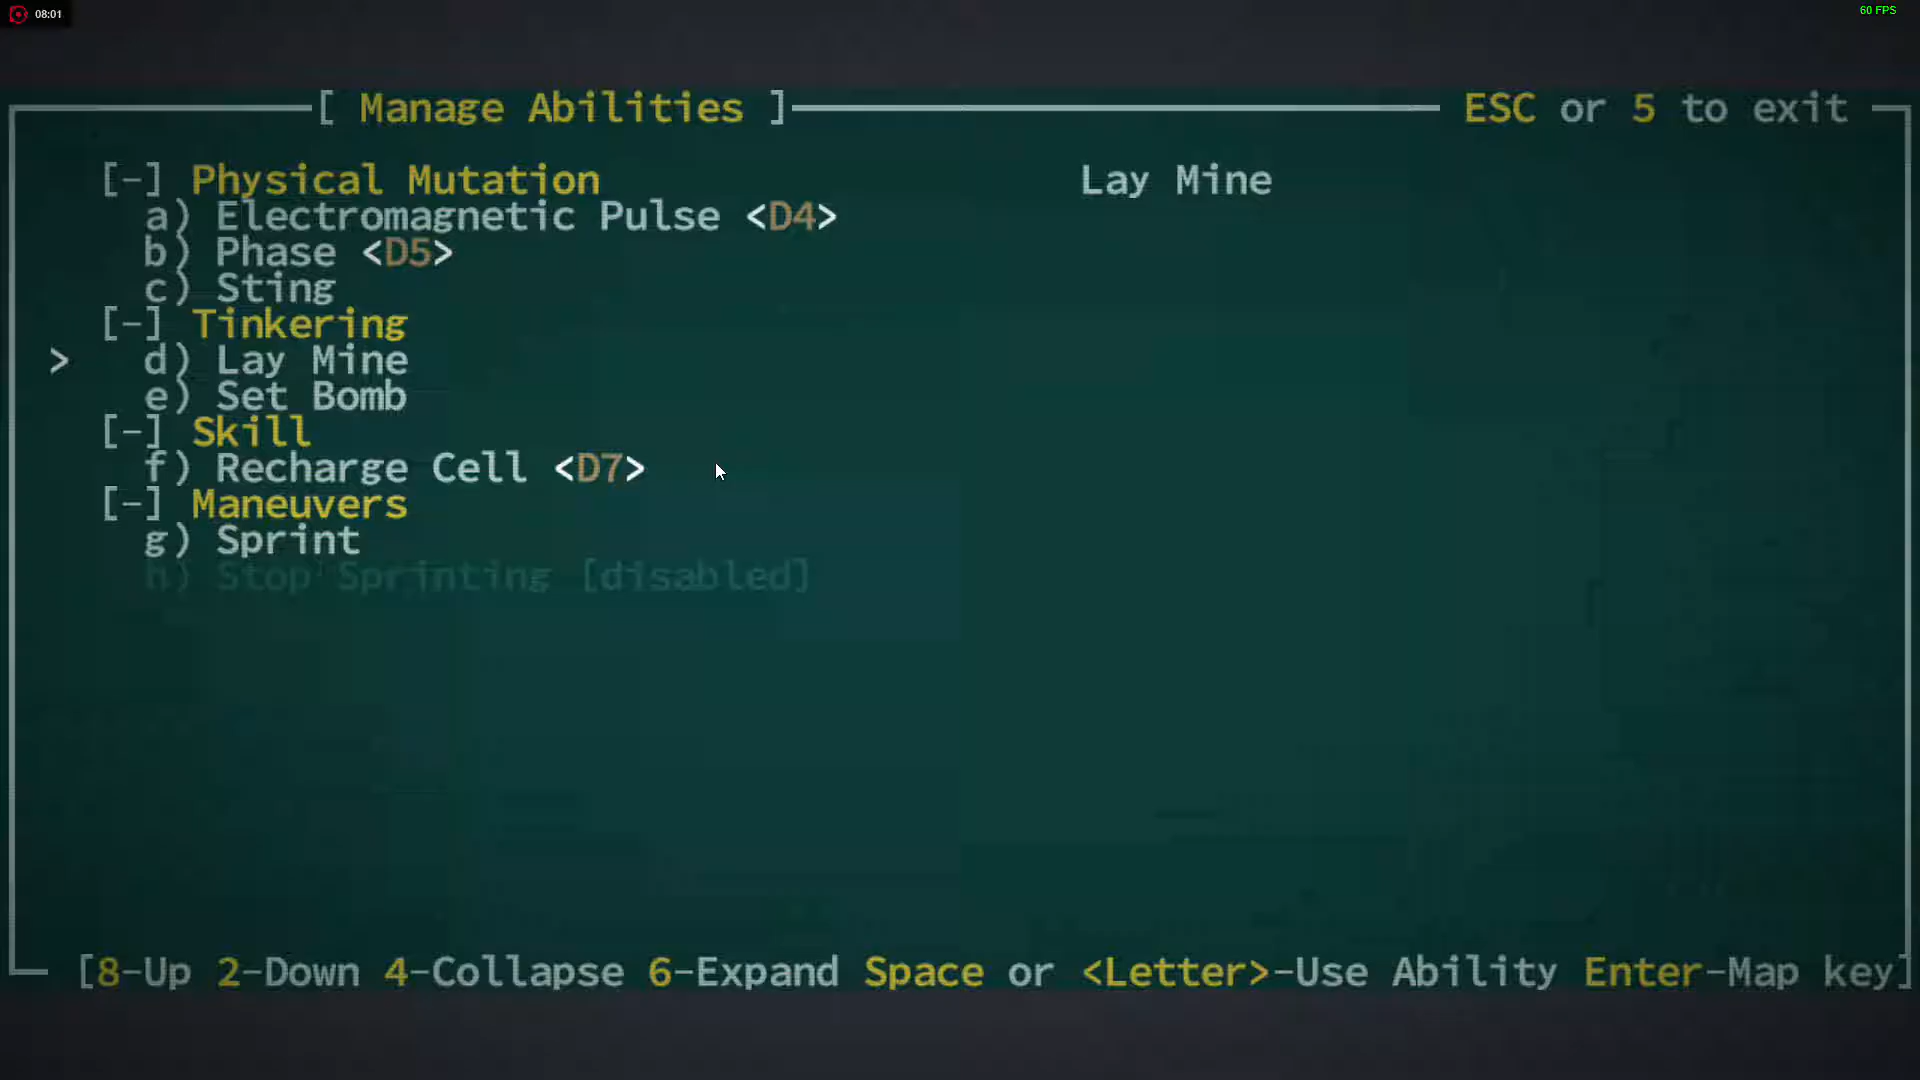 08:01
60 FPS
[ Manage Abilities ] ESC or 5 to exit
[-] Physical Mutation Lay Mine
a) Electromagnetic Pulse <D4>
b) Phase <D5>
c) Sting
[-] Tinkering
> d) Lay Mine
e) Set Bomb
[-] Skill
f) Recharge Cell <D7>
[-] Maneuvers
g) Sprint
h) Stop Sprinting [disabled]
[8-Up 2-Down 4-Collapse 6-Expand Space or <Letter>-Use Ability Enter-Map key]